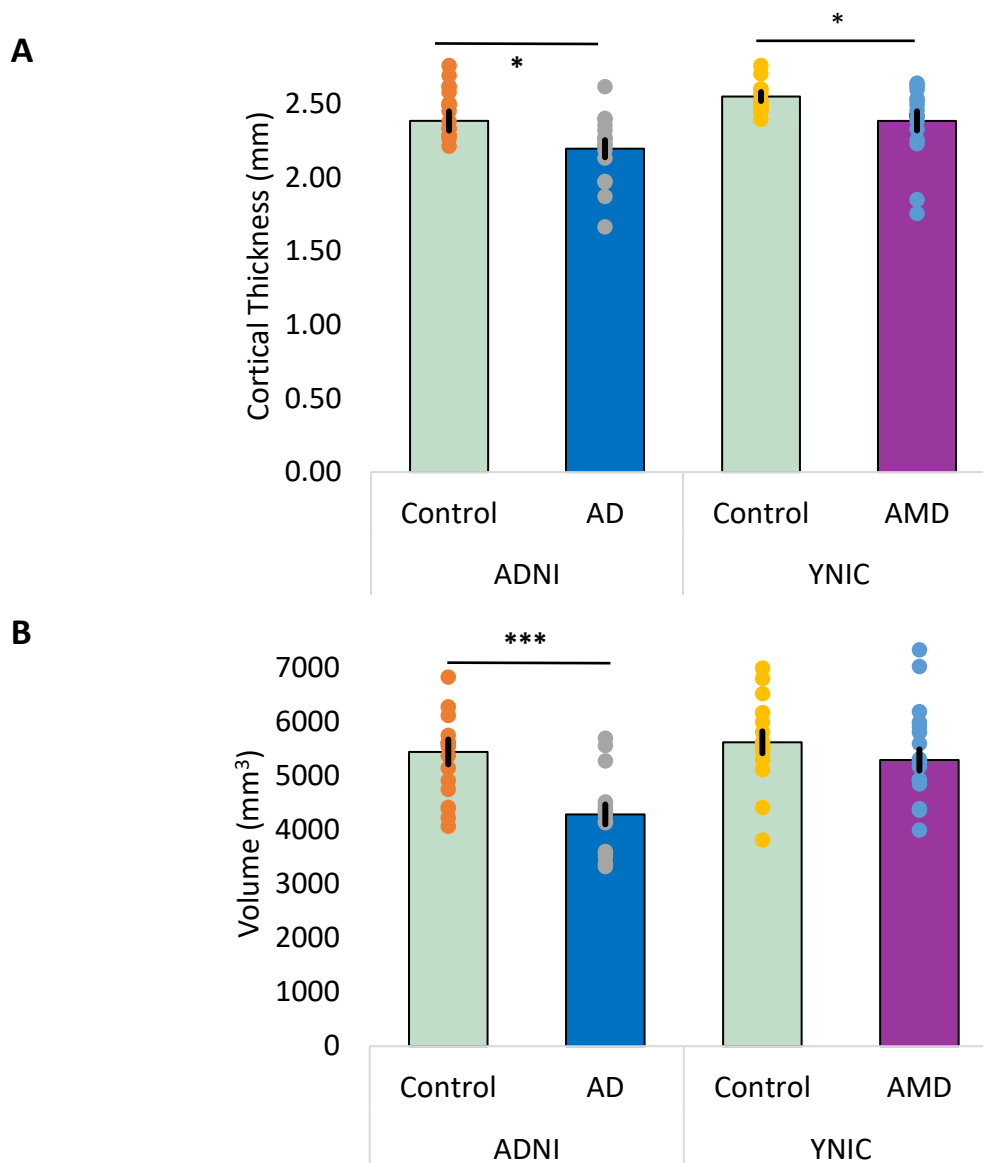 A
*
*
Cortical Thickness (mm)
2.50
2.00
1.50
1.00
0.50
0.00
Control AD Control AMD
ADNI YNIC
B
***
Volume (mm³)
7000
6000
5000
4000
3000
2000
1000
0
Control AD Control AMD
ADNI YNIC